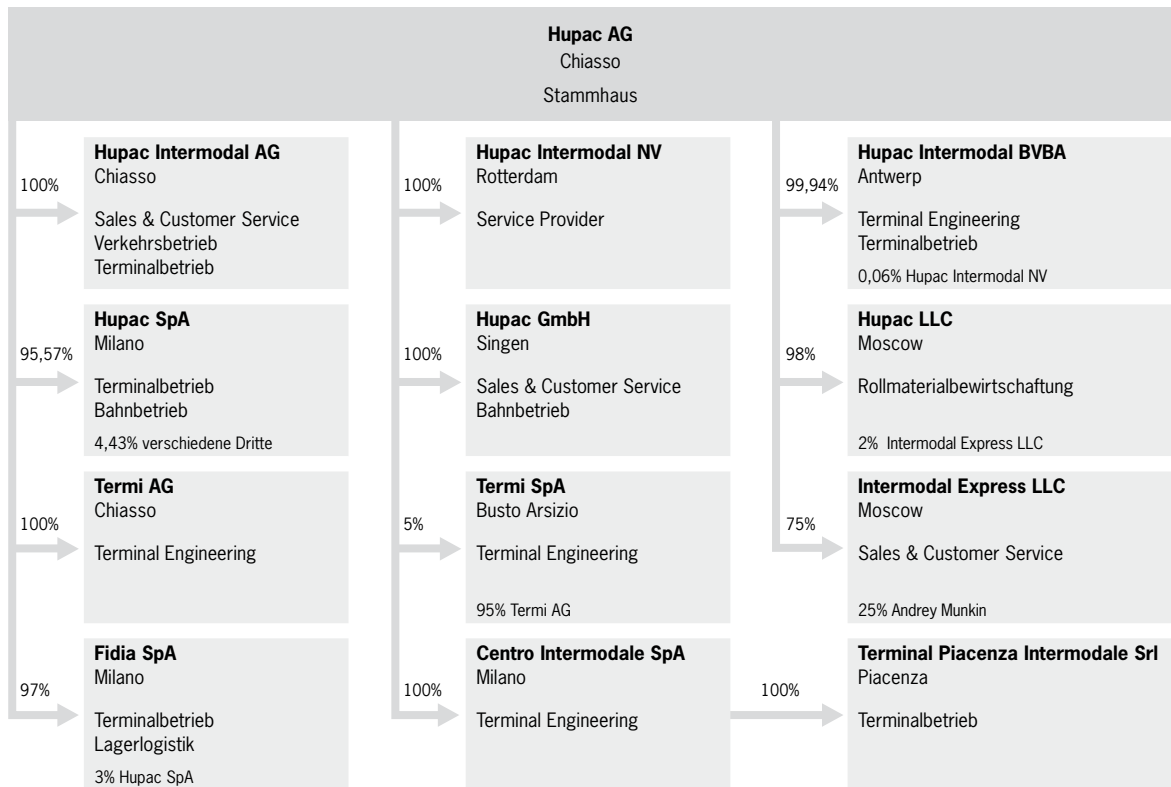 Hupac AG
Chiasso
Stammhaus
100%
Hupac Intermodal AG
Chiasso
Sales & Customer Service
Verkehrsbetrieb
Terminalbetrieb
95,57%
Hupac SpA
Milano
Terminalbetrieb
Bahnbetrieb
4,43% verschiedene Dritte
100%
Termi AG
Chiasso
Terminal Engineering
97%
Fidia SpA
Milano
Terminalbetrieb
Lagerlogistik
3% Hupac SpA
100%
Hupac Intermodal NV
Rotterdam
Service Provider
100%
Hupac GmbH
Singen
Sales & Customer Service
Bahnbetrieb
5%
Termi SpA
Busto Arsizio
Terminal Engineering
95% Termi AG
100%
Centro Intermodale SpA
Milano
Terminal Engineering
99,94%
Hupac Intermodal BVBA
Antwerp
Terminal Engineering
Terminalbetrieb
0,06% Hupac Intermodal NV
98%
Hupac LLC
Moscow
Rollmaterialbewirtschaftung
2% Intermodal Express LLC
75%
Intermodal Express LLC
Moscow
Sales & Customer Service
25% Andrey Munkin
100%
Terminal Piacenza Intermodale Srl
Piacenza
Terminalbetrieb